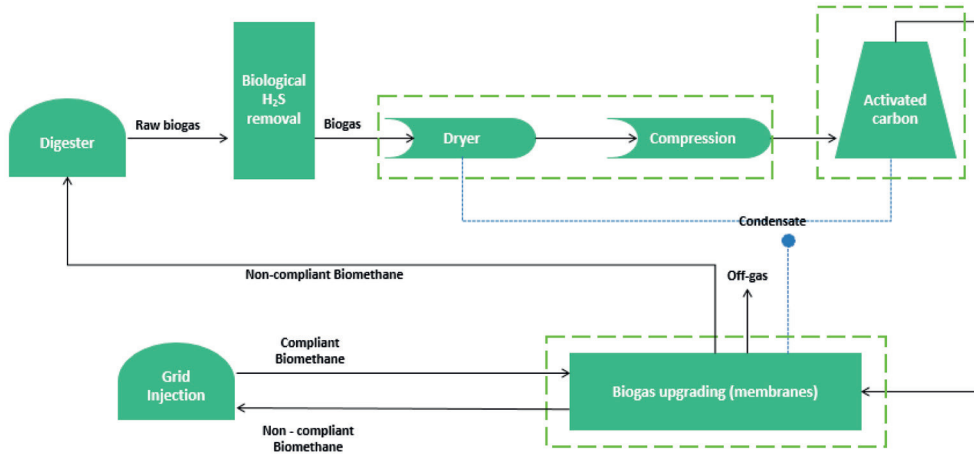 Biological
H₂S
removal
Activated
carbon
Digester
Raw biogas
Biogas
Dryer
Compression
Condensate
Non-compliant Biomethane
Off-gas
Compliant
Biomethane
Grid
Injection
Biogas upgrading (membranes)
Non - compliant
Biomethane